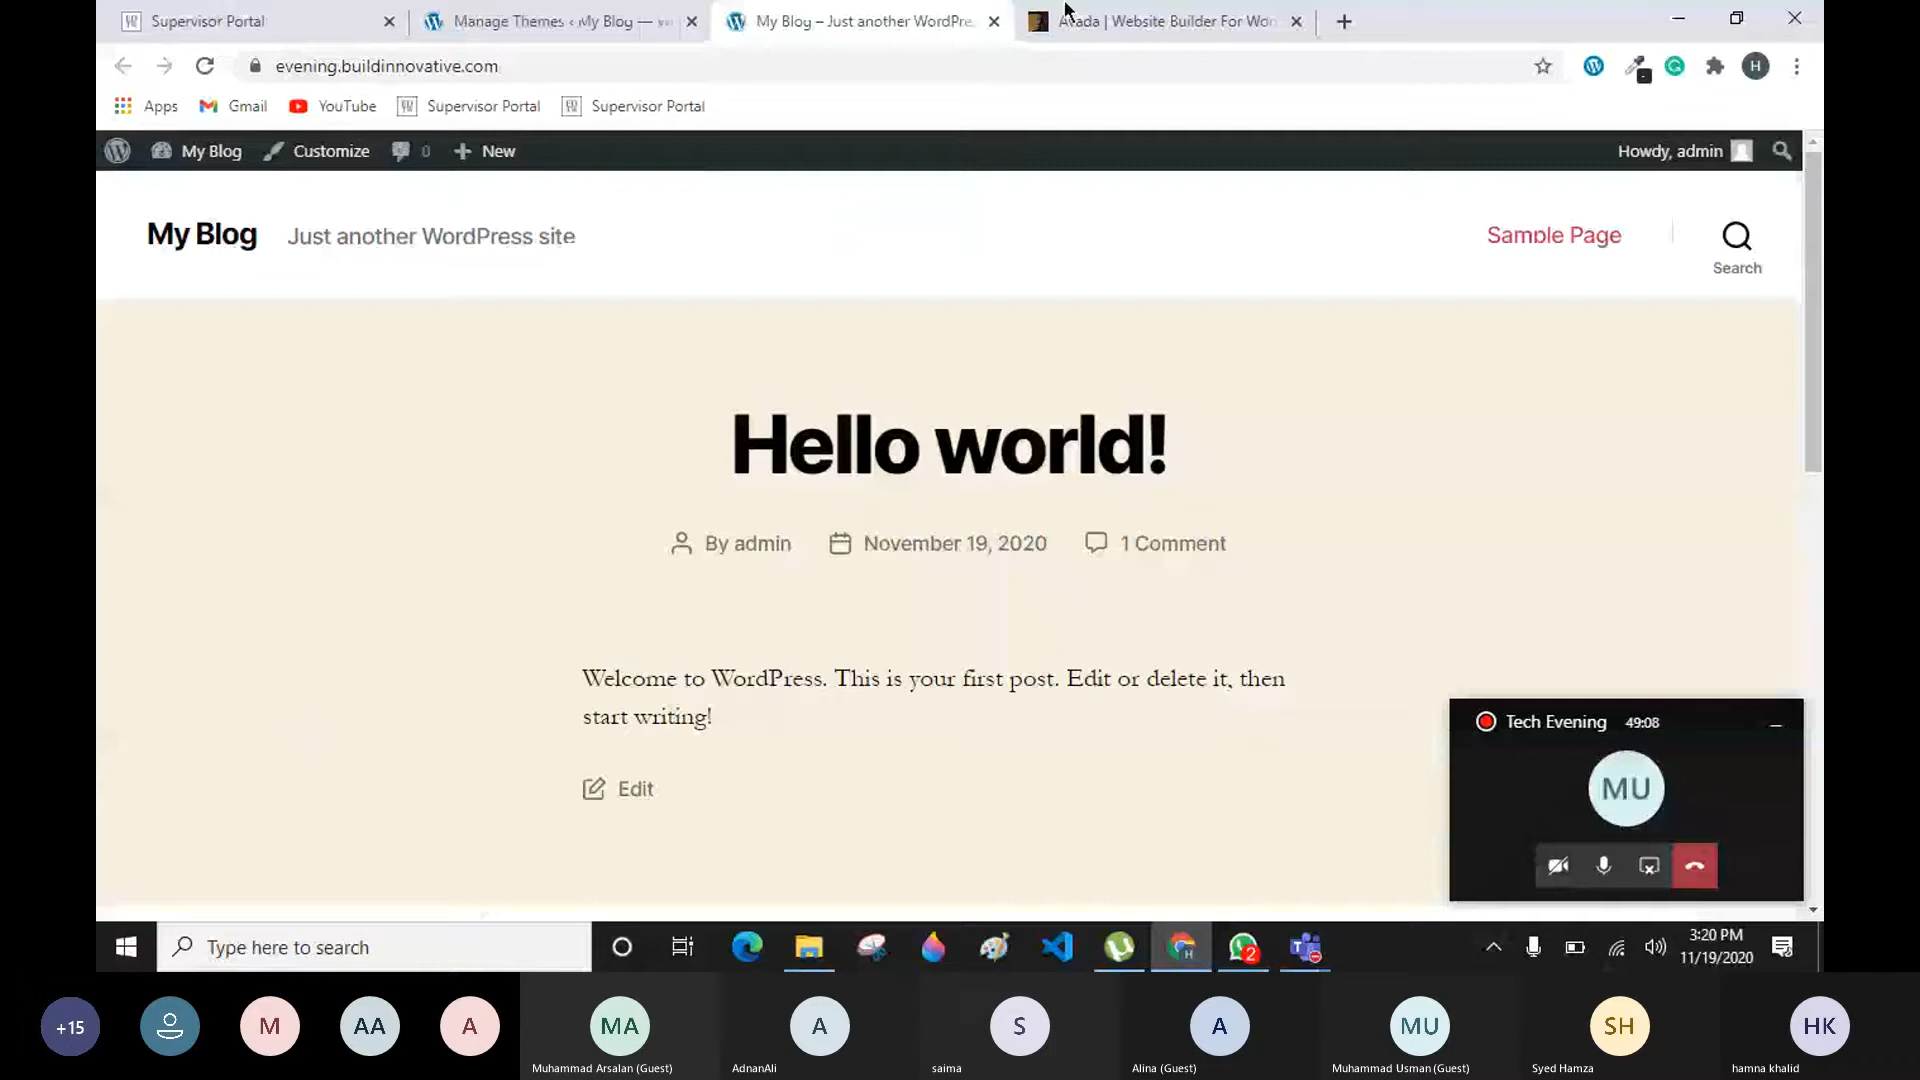 Supervisor Portal
Manage Themes ‹ My Blog —
My Blog – Just another WordPre
Avada | Website Builder For Wor
evening.buildinnovative.com
H
Apps
Gmail
YouTube
Supervisor Portal
Supervisor Portal
My Blog
Customize
0
New
Howdy, admin
My Blog
Just another WordPress site
Sample Page
Search
Hello world!
By admin
November 19, 2020
1 Comment
Welcome to WordPress. This is your first post. Edit or delete it, then
start writing!
Edit
Tech Evening
49:08
MU
Type here to search
H
2
3:20 PM
11/19/2020
+15
M
AA
A
MA
A
S
A
MU
SH
HK
Muhammad Arsalan (Guest)
AdnanAli
saima
Alina (Guest)
Muhammad Usman (Guest)
Syed Hamza
hamna khalid